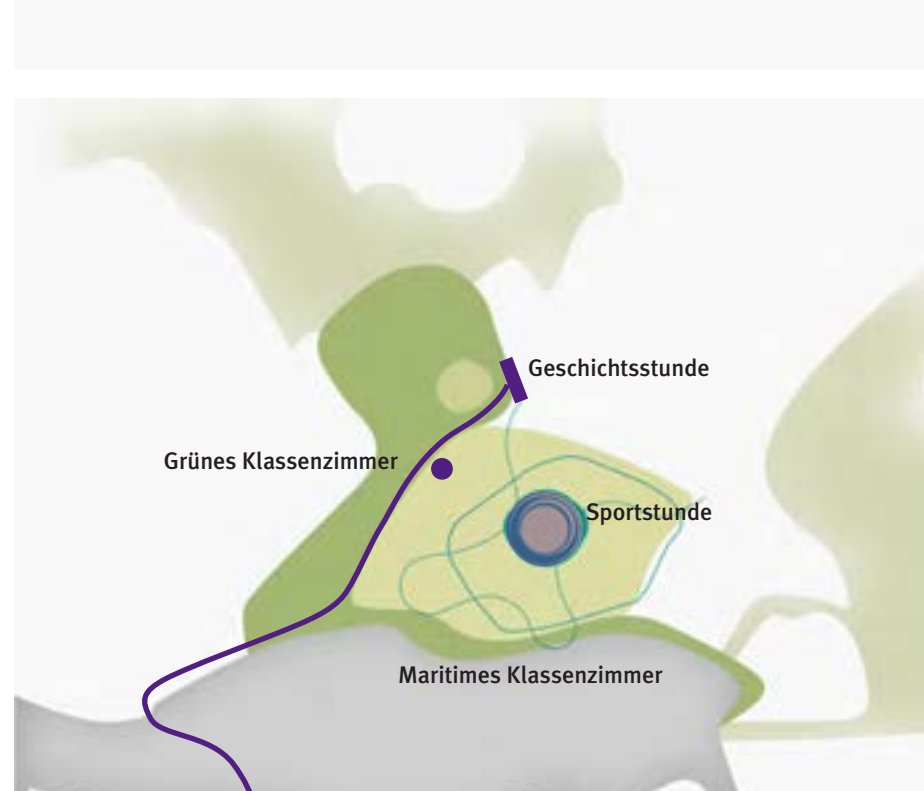 Geschichtsstunde
Grünes Klassenzimmer
Sportstunde
Maritimes Klassenzimmer